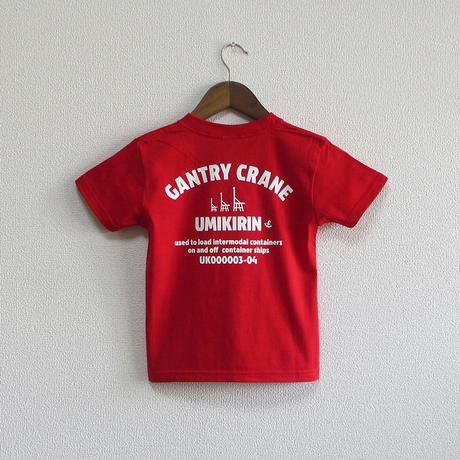 GANTRY CRANE
UMIKIRIN
used to load intermodal containers
on and off container ships
UK000003-04